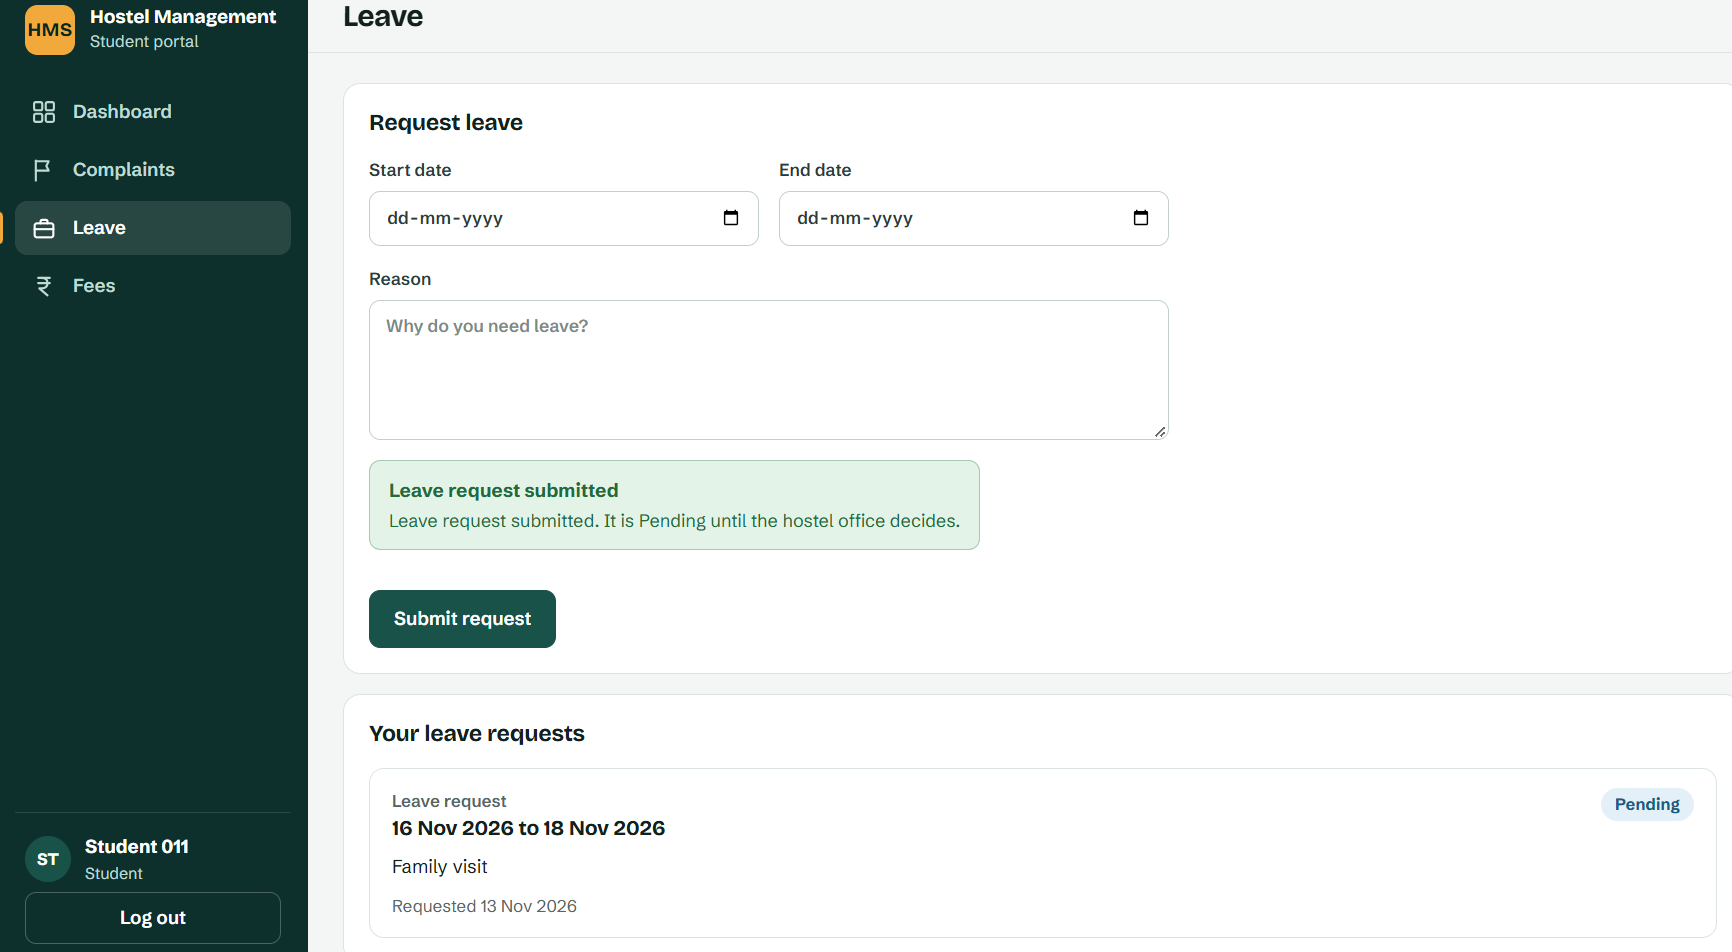 HMS
Hostel Management
Student portal
Dashboard
Complaints
Leave
Fees
ST
Student 011
Student
Log out
Leave
Request leave
Start date
End date
dd-mm-yyyy
dd-mm-yyyy
Reason
Why do you need leave?
Leave request submitted
Leave request submitted. It is Pending until the hostel office decides.
Submit request
Your leave requests
Leave request
Pending
16 Nov 2026 to 18 Nov 2026
Family visit
Requested 13 Nov 2026